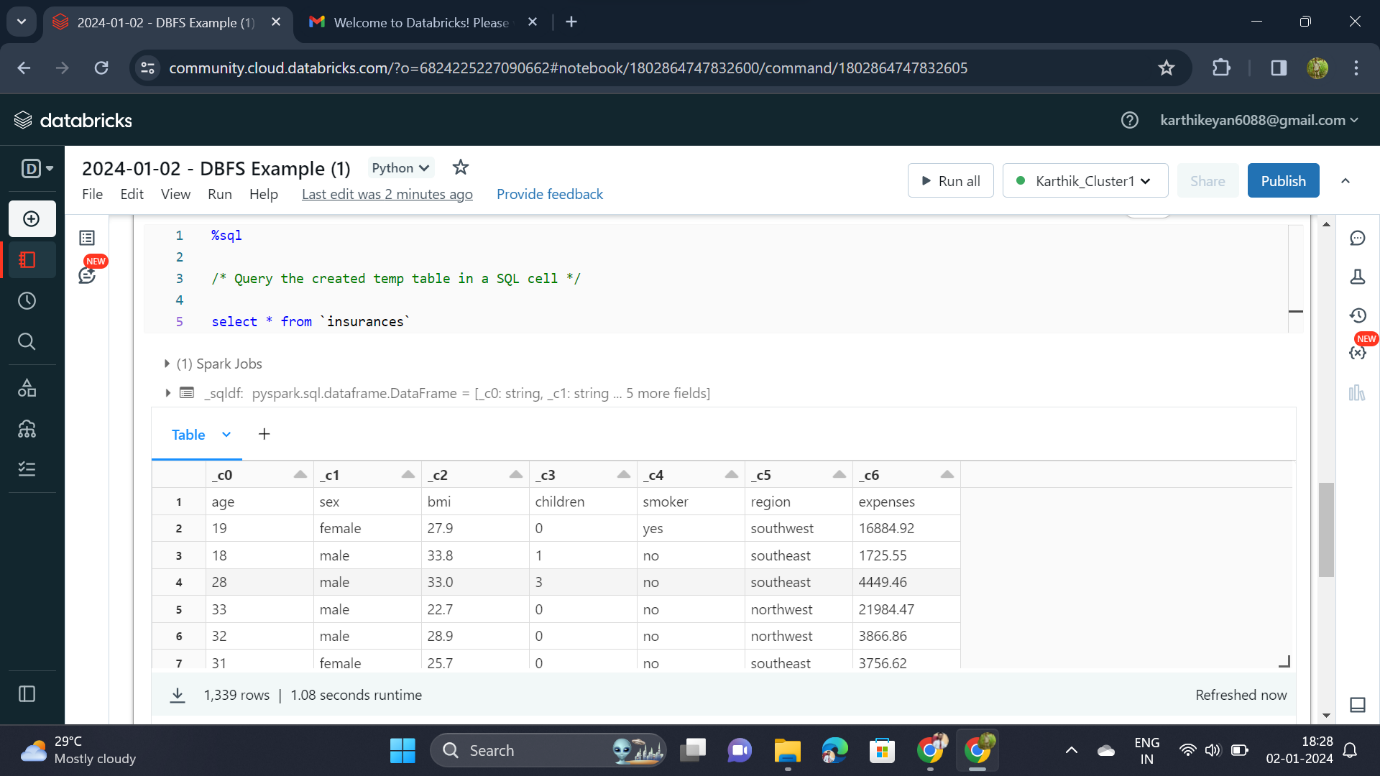 2024-01-02 - DBFS Example (1)
Welcome to Databricks! Please
community.cloud.databricks.com/?o=6824225227090662#notebook/1802864747832600/command/1802864747832605
databricks
karthikeyan6088@gmail.com
D
2024-01-02 - DBFS Example (1) Python
File Edit View Run Help Last edit was 2 minutes ago Provide feedback
Run all Karthik_Cluster1 Share Publish
NEW
NEW
1 %sql
2
3 /* Query the created temp table in a SQL cell */
4
5 select * from `insurances`
(1) Spark Jobs
_sqldf: pyspark.sql.dataframe.DataFrame = [_c0: string, _c1: string ... 5 more fields]
Table +
_c0 _c1 _c2 _c3 _c4 _c5 _c6
1 age sex bmi children smoker region expenses
2 19 female 27.9 0 yes southwest 16884.92
3 18 male 33.8 1 no southeast 1725.55
4 28 male 33.0 3 no southeast 4449.46
5 33 male 22.7 0 no northwest 21984.47
6 32 male 28.9 0 no northwest 3866.86
7 31 female 25.7 0 no southeast 3756.62
1,339 rows | 1.08 seconds runtime
Refreshed now
29°C
Mostly cloudy
Search
ENG
IN
18:28
02-01-2024